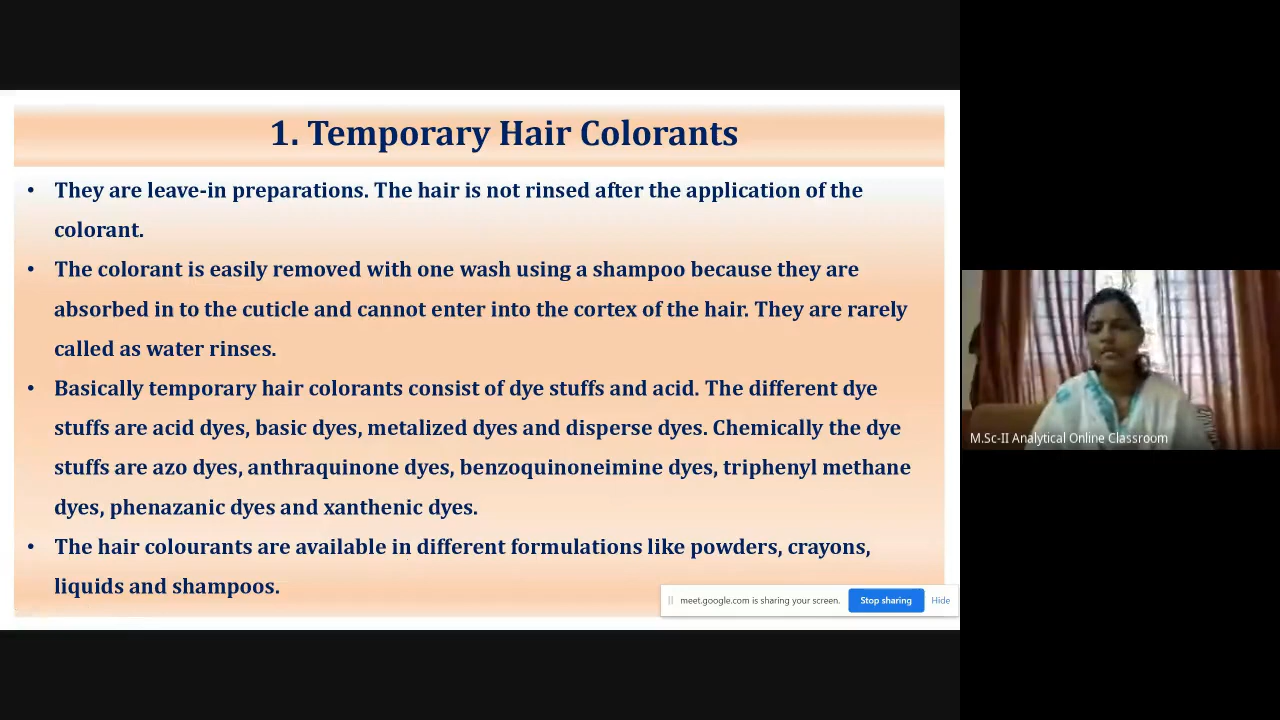 1. Temporary Hair Colorants
• They are leave-in preparations. The hair is not rinsed after the application of the
colorant.
• The colorant is easily removed with one wash using a shampoo because they are
absorbed in to the cuticle and cannot enter into the cortex of the hair. They are rarely
called as water rinses.
• Basically temporary hair colorants consist of dye stuffs and acid. The different dye
stuffs are acid dyes, basic dyes, metalized dyes and disperse dyes. Chemically the dye
stuffs are azo dyes, anthraquinone dyes, benzoquinoneimine dyes, triphenyl methane
dyes, phenazanic dyes and xanthenic dyes.
• The hair colourants are available in different formulations like powders, crayons,
liquids and shampoos.
meet.google.com is sharing your screen. Stop sharing Hide
M.Sc-II Analytical Online Classroom